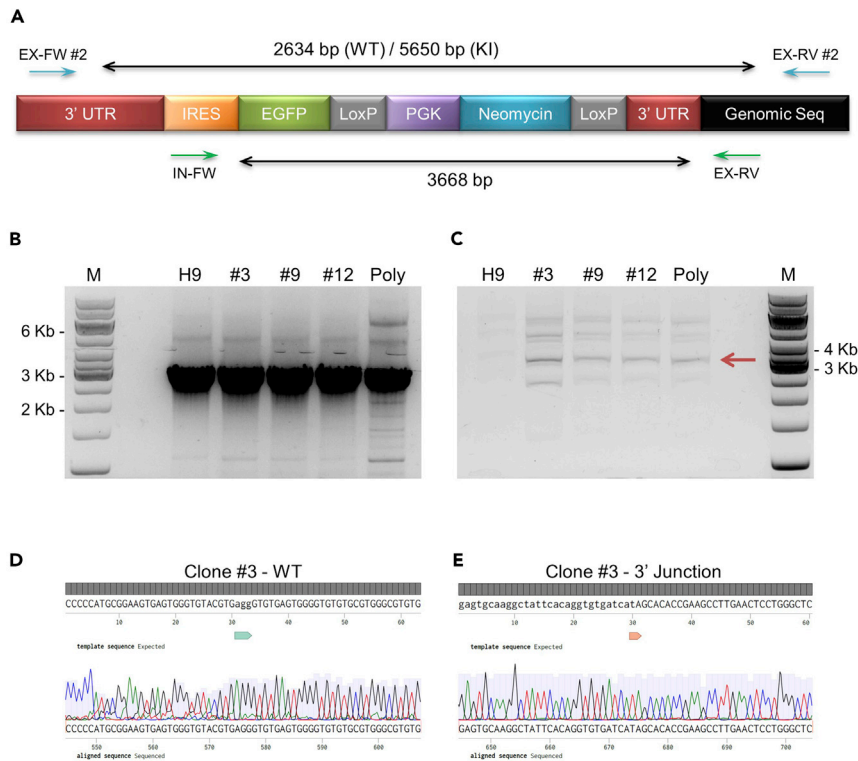 A
2634 bp (WT) / 5650 bp (KI)
EX-FW #2
EX-RV #2
3' UTR IRES EGFP LoxP PGK Neomycin LoxP 3' UTR Genomic Seq
IN-FW
EX-RV
3668 bp
B
M H9 #3 #9 #12 Poly
6 Kb -
3 Kb -
2 Kb -
C
H9 #3 #9 #12 Poly M
- 4 Kb
- 3 Kb
D
Clone #3 - WT
CCCCCATGCGGAAGTGAGTGGGTGTACGTGaggGTGTGAGTGGGGTGTGTGCGTGGGCGTGTG
10 20 30 40 50 60
template sequence Expected
CCCCCATGCGGAAGTGAGTGGGTGTACGTGAGGGTGTGAGTGGGGTGTGTGCGTGGGCGTGTG
550 560 570 580 590 600
aligned sequence Sequenced
E
Clone #3 - 3' Junction
gagtgcaaggctattcacaggtgtgatcatAGCACACCGAAGCCTTGAACTCCTGGGCTC
10 20 30 40 50 60
template sequence Expected
GAGTGCAAGGCTATTCACAGGTGTGATCATAGCACACCGAAGCCTTGAACTCCTGGGCTC
650 660 670 680 690 700
aligned sequence Sequenced